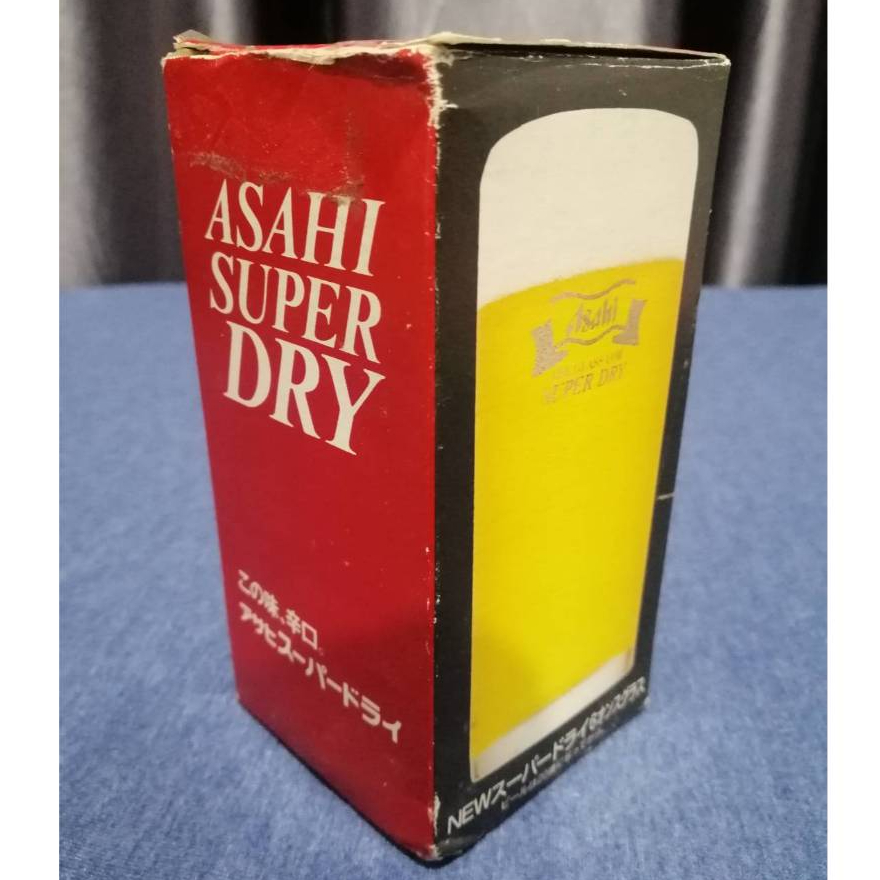 ASAHI
SUPER
DRY
この味、辛口。
アサヒスーパードライ
Asahi
SUPER DRY
NEWスーパードライ6オンスグラス